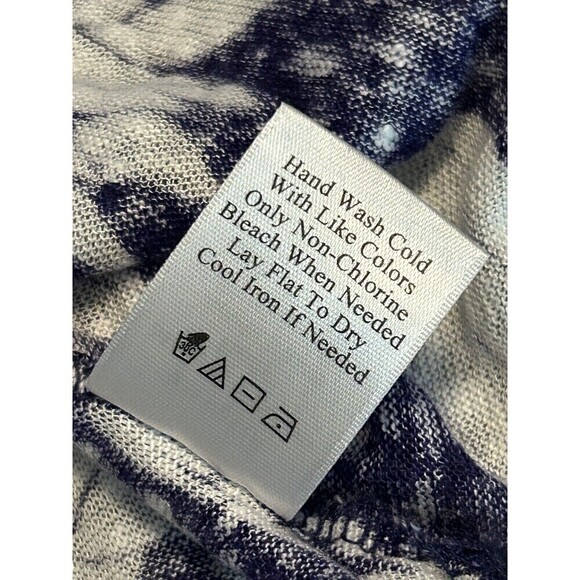 Hand Wash Cold
With Like Colors
Only Non-Chlorine
Bleach When Needed
Lay Flat To Dry
Cool Iron If Needed
30C